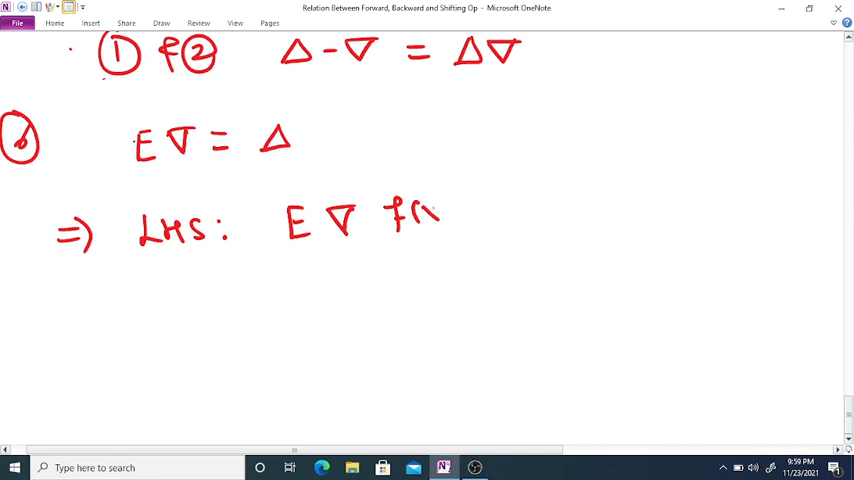 Relation Between Forward, Backward and Shifting Op - Microsoft OneNote
File Home Insert Share Draw History Review View Pages
① & ② Δ - ∇ = Δ∇
E∇ = Δ
⇒ LHS: E ∇ f(
Type here to search
9:59 PM
11/23/2021